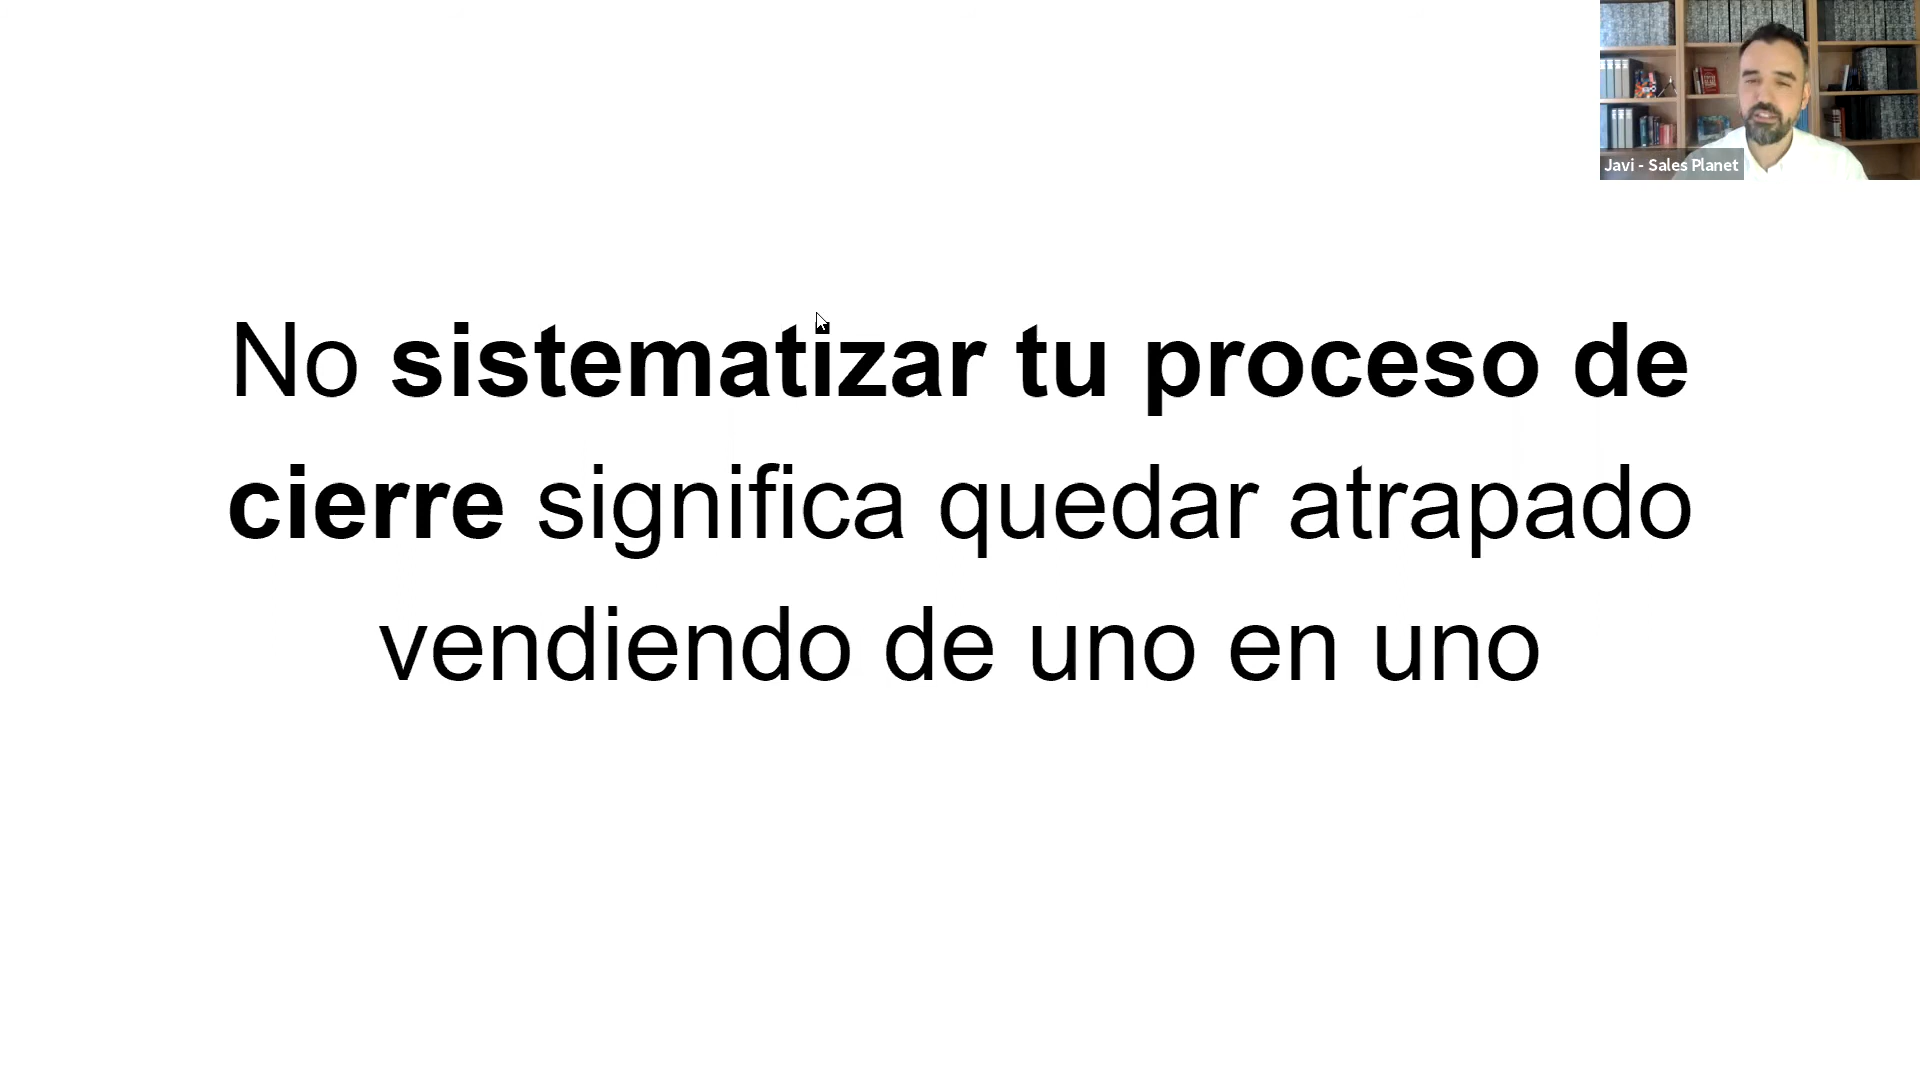 Javi - Sales Planet
No sistematizar tu proceso de
cierre significa quedar atrapado
vendiendo de uno en uno